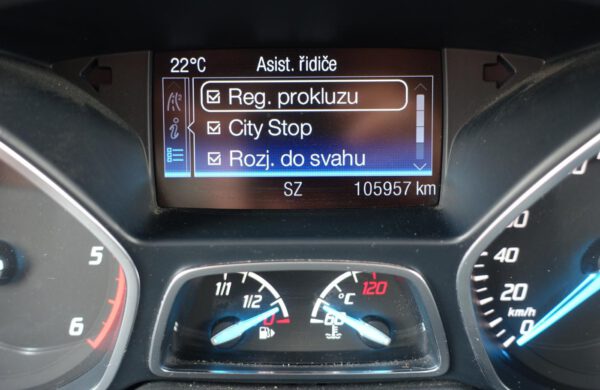 22°C Asist. řidiče
Reg. prokluzu
City Stop
Rozj. do svahu
SZ 105957 km
5
6
1/1
1/2
0
°C
120
60
60
40
20
0
km/h